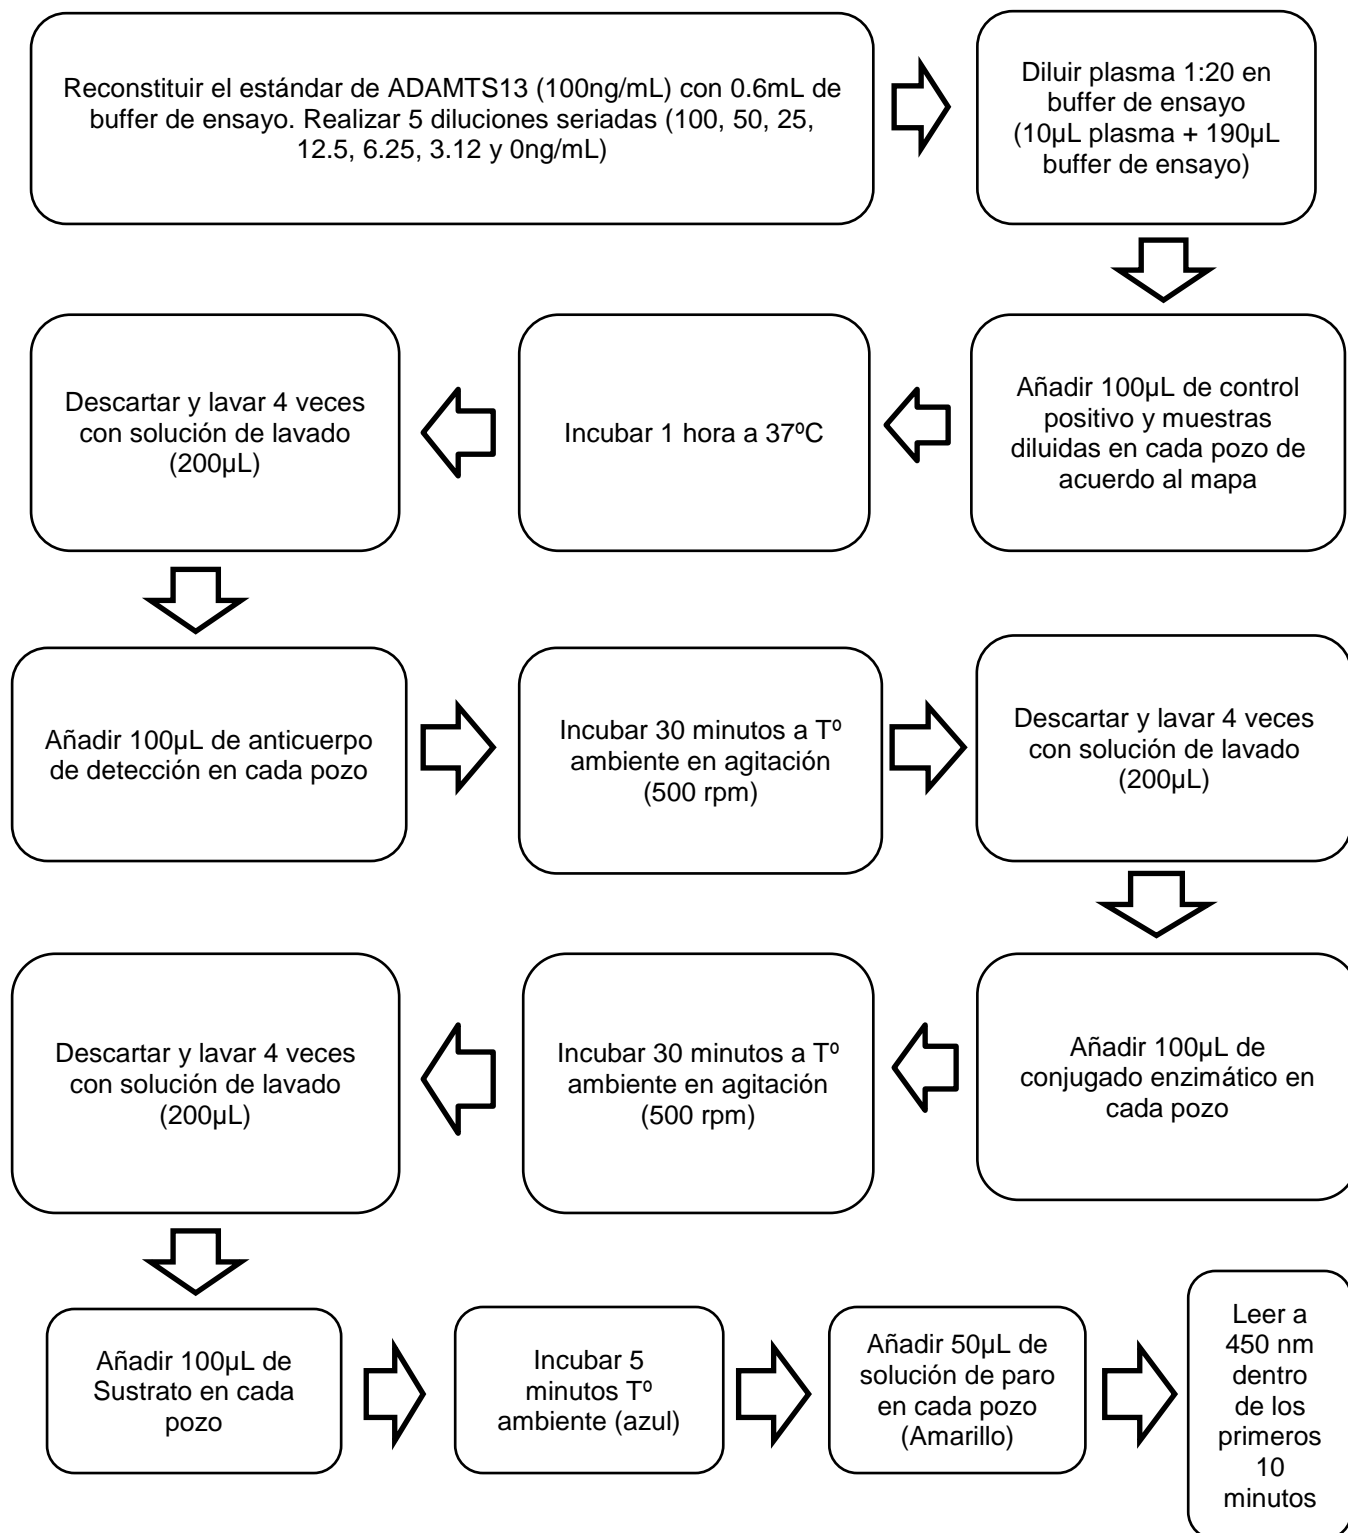 Reconstituir el estándar de ADAMTS13 (100ng/mL) con 0.6mL de
buffer de ensayo. Realizar 5 diluciones seriadas (100, 50, 25,
12.5, 6.25, 3.12 y 0ng/mL)
Diluir plasma 1:20 en
buffer de ensayo
(10µL plasma + 190µL
buffer de ensayo)
Añadir 100µL de control
positivo y muestras
diluidas en cada pozo de
acuerdo al mapa
Incubar 1 hora a 37ºC
Descartar y lavar 4 veces
con solución de lavado
(200µL)
Añadir 100µL de anticuerpo
de detección en cada pozo
Incubar 30 minutos a Tº
ambiente en agitación
(500 rpm)
Descartar y lavar 4 veces
con solución de lavado
(200µL)
Añadir 100µL de
conjugado enzimático en
cada pozo
Incubar 30 minutos a Tº
ambiente en agitación
(500 rpm)
Descartar y lavar 4 veces
con solución de lavado
(200µL)
Añadir 100µL de
Sustrato en cada
pozo
Incubar 5
minutos Tº
ambiente (azul)
Añadir 50µL de
solución de paro
en cada pozo
(Amarillo)
Leer a
450 nm
dentro
de los
primeros
10
minutos